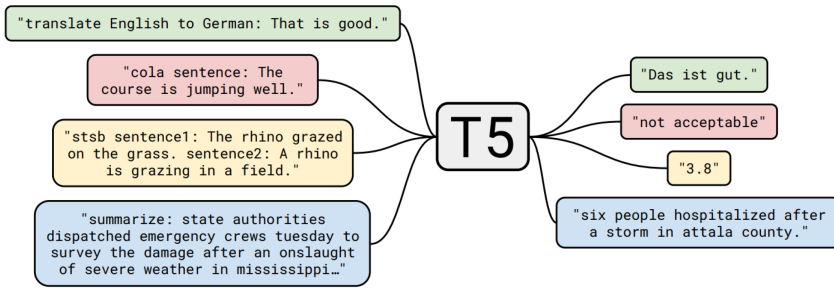 "translate English to German: That is good."
"cola sentence: The
course is jumping well."
"stsb sentence1: The rhino grazed
on the grass. sentence2: A rhino
is grazing in a field."
"summarize: state authorities
dispatched emergency crews tuesday to
survey the damage after an onslaught
of severe weather in mississippi…"
T5
"Das ist gut."
"not acceptable"
"3.8"
"six people hospitalized after
a storm in attala county."